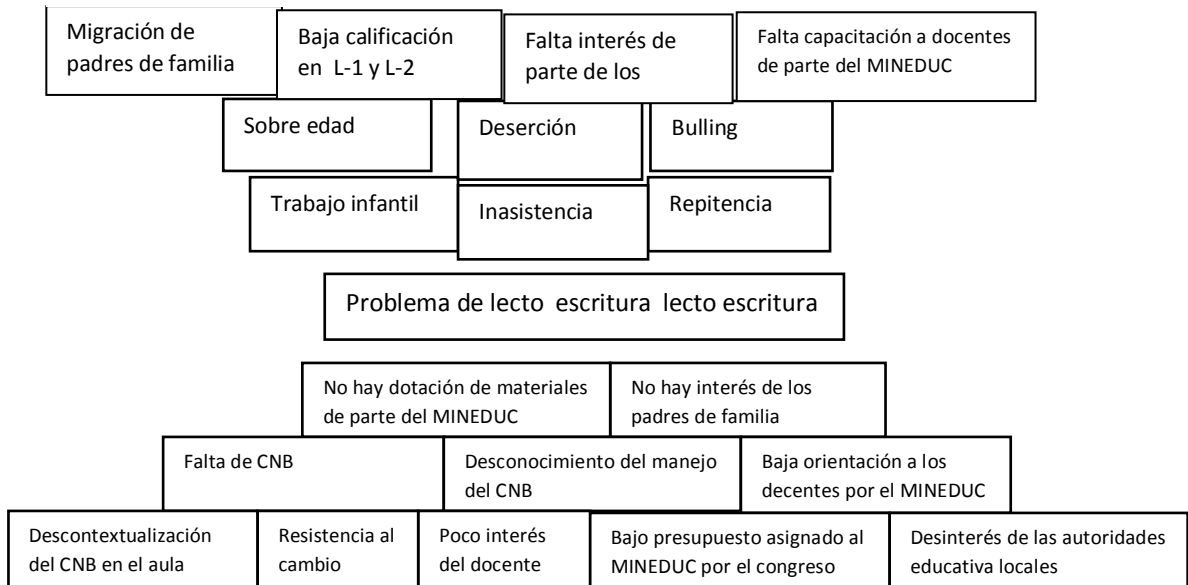 Migración de
padres de familia
Baja calificación
en L-1 y L-2
Falta interés de
parte de los
Falta capacitación a docentes
de parte del MINEDUC
Sobre edad
Deserción
Bulling
Trabajo infantil
Inasistencia
Repitencia
Problema de lecto escritura lecto escritura
No hay dotación de materiales
de parte del MINEDUC
No hay interés de los
padres de familia
Falta de CNB
Desconocimiento del manejo
del CNB
Baja orientación a los
decentes por el MINEDUC
Descontextualización
del CNB en el aula
Resistencia al
cambio
Poco interés
del docente
Bajo presupuesto asignado al
MINEDUC por el congreso
Desinterés de las autoridades
educativa locales